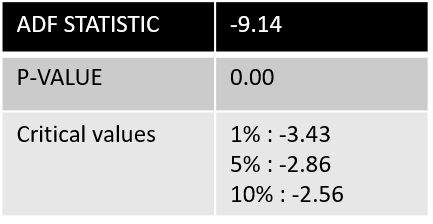 ADF STATISTIC -9.14
P-VALUE 0.00
Critical values 1% : -3.43
5% : -2.86
10% : -2.56